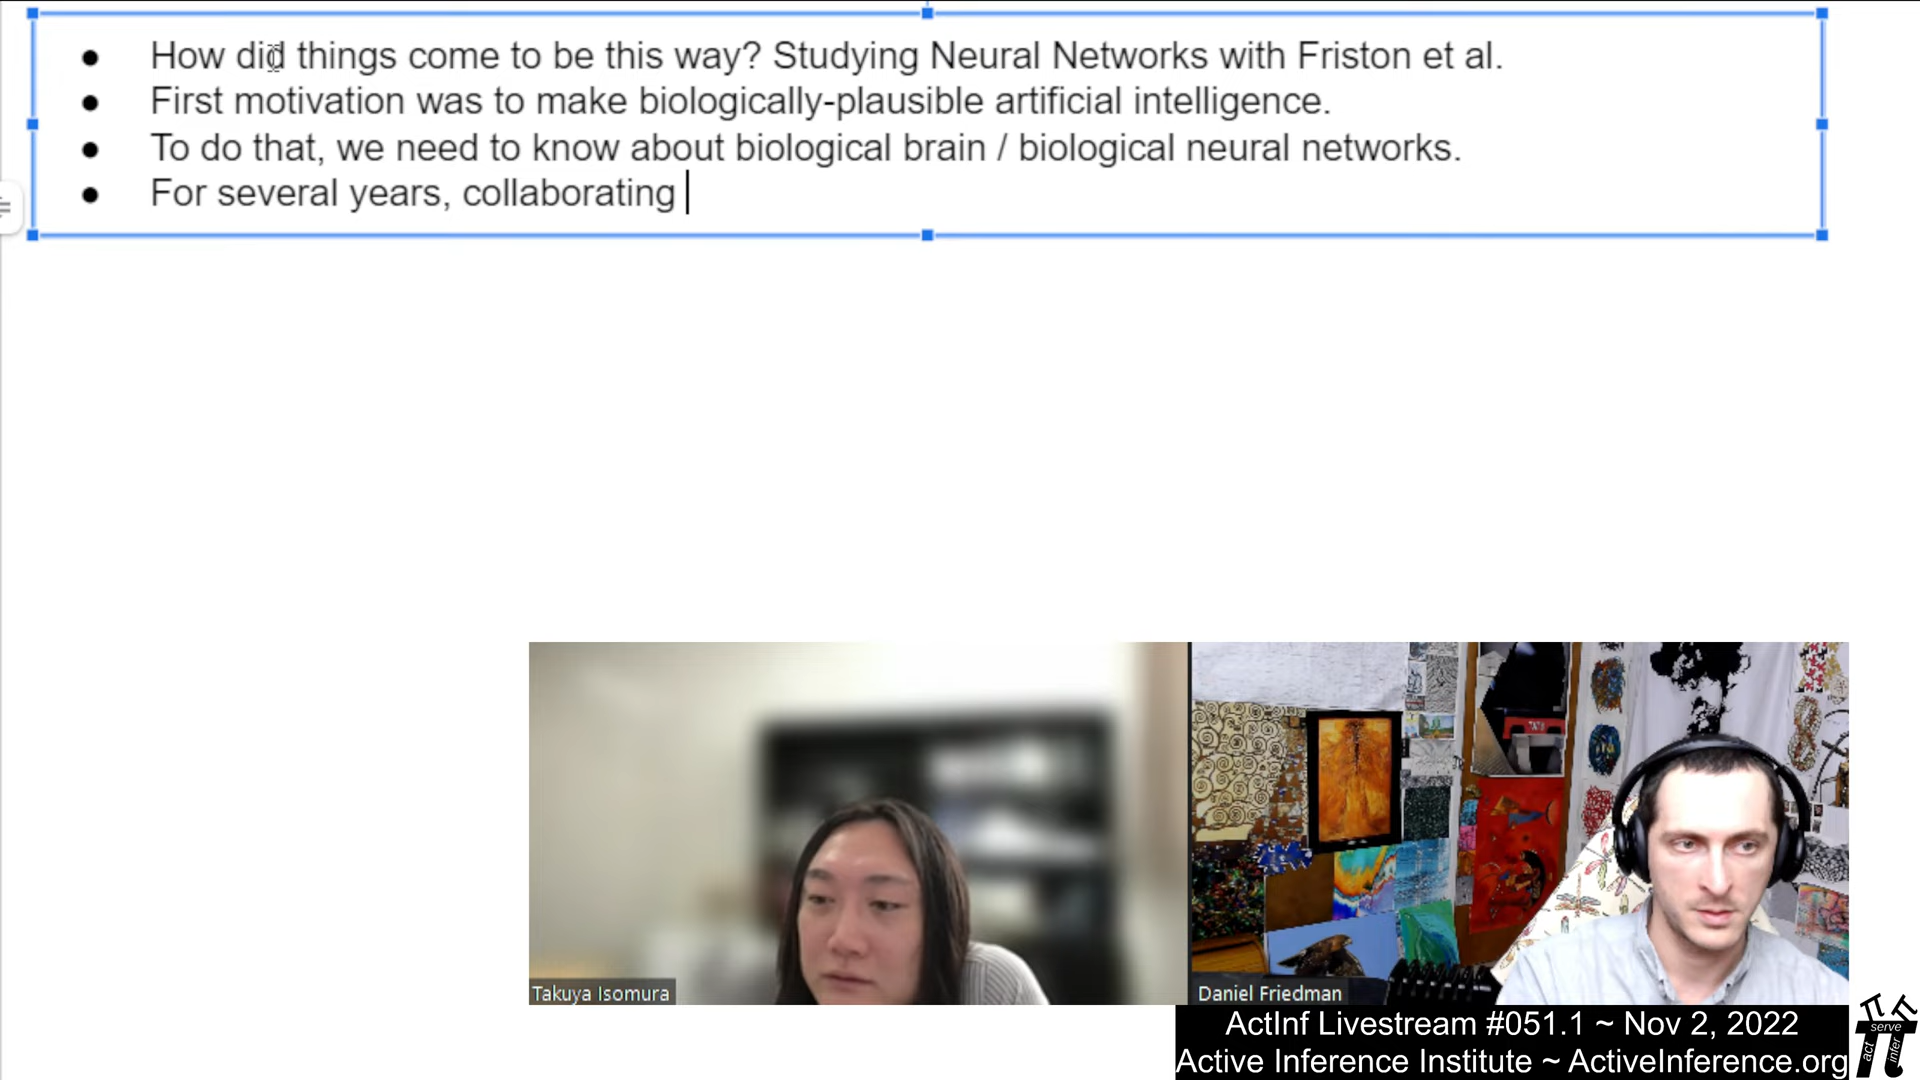 ● How did things come to be this way? Studying Neural Networks with Friston et al.
● First motivation was to make biologically-plausible artificial intelligence.
● To do that, we need to know about biological brain / biological neural networks.
● For several years, collaborating
Takuya Isomura
Daniel Friedman
ActInf Livestream #051.1 ~ Nov 2, 2022
Active Inference Institute ~ ActiveInference.org
serve
act
infer